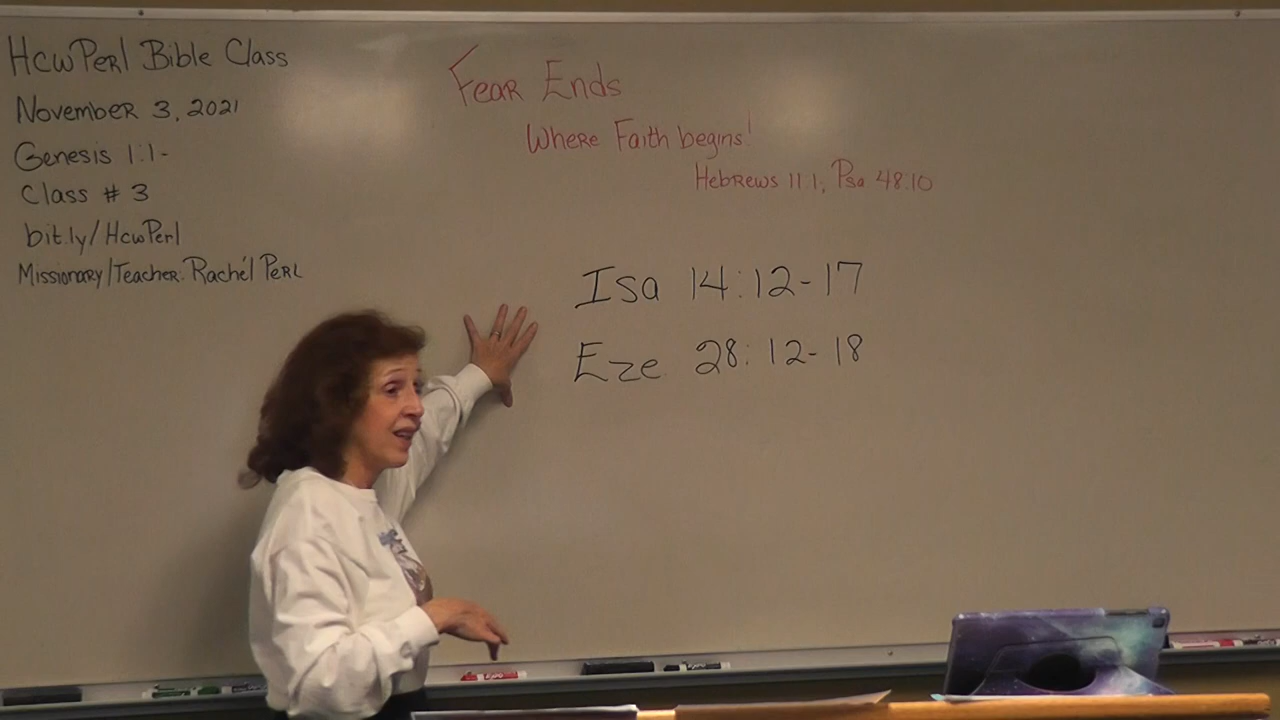 HcwPerl Bible Class
November 3, 2021
Genesis 1:1-
Class # 3
bit.ly/HcwPerl
Missionary/Teacher. Rachél Perl
Fear Ends
Where Faith begins!
Hebrews 11:1, Psa 48:10
Isa 14:12-17
Eze 28:12-18